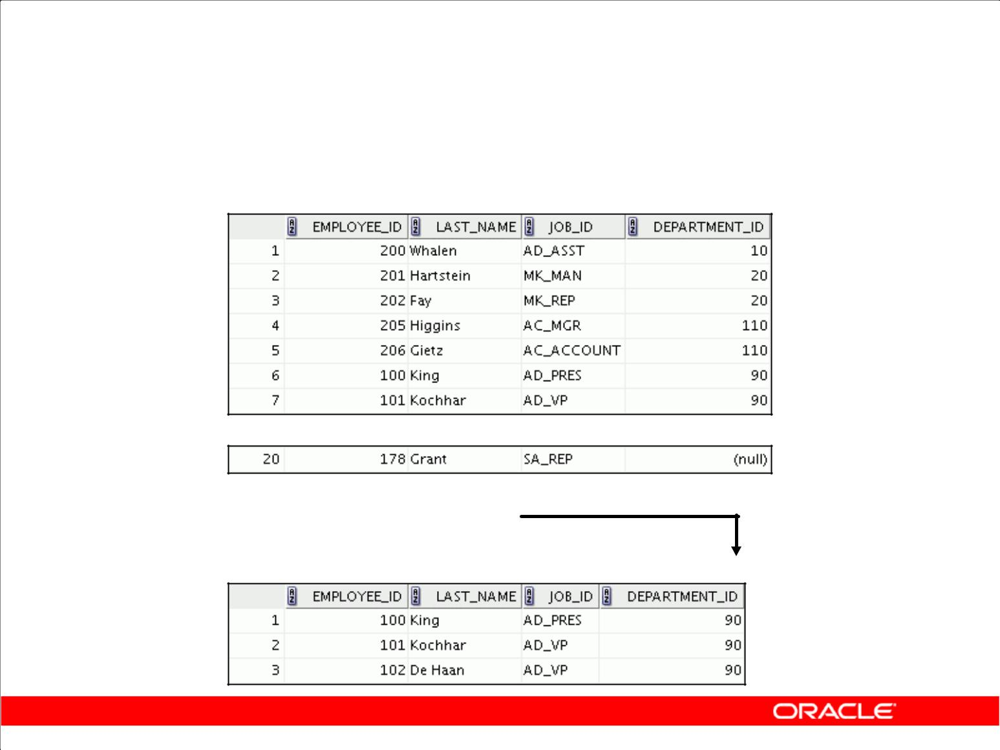 EMPLOYEE_ID LAST_NAME JOB_ID DEPARTMENT_ID
1 200 Whalen AD_ASST 10
2 201 Hartstein MK_MAN 20
3 202 Fay MK_REP 20
4 205 Higgins AC_MGR 110
5 206 Gietz AC_ACCOUNT 110
6 100 King AD_PRES 90
7 101 Kochhar AD_VP 90
20 178 Grant SA_REP (null)
EMPLOYEE_ID LAST_NAME JOB_ID DEPARTMENT_ID
1 100 King AD_PRES 90
2 101 Kochhar AD_VP 90
3 102 De Haan AD_VP 90
ORACLE